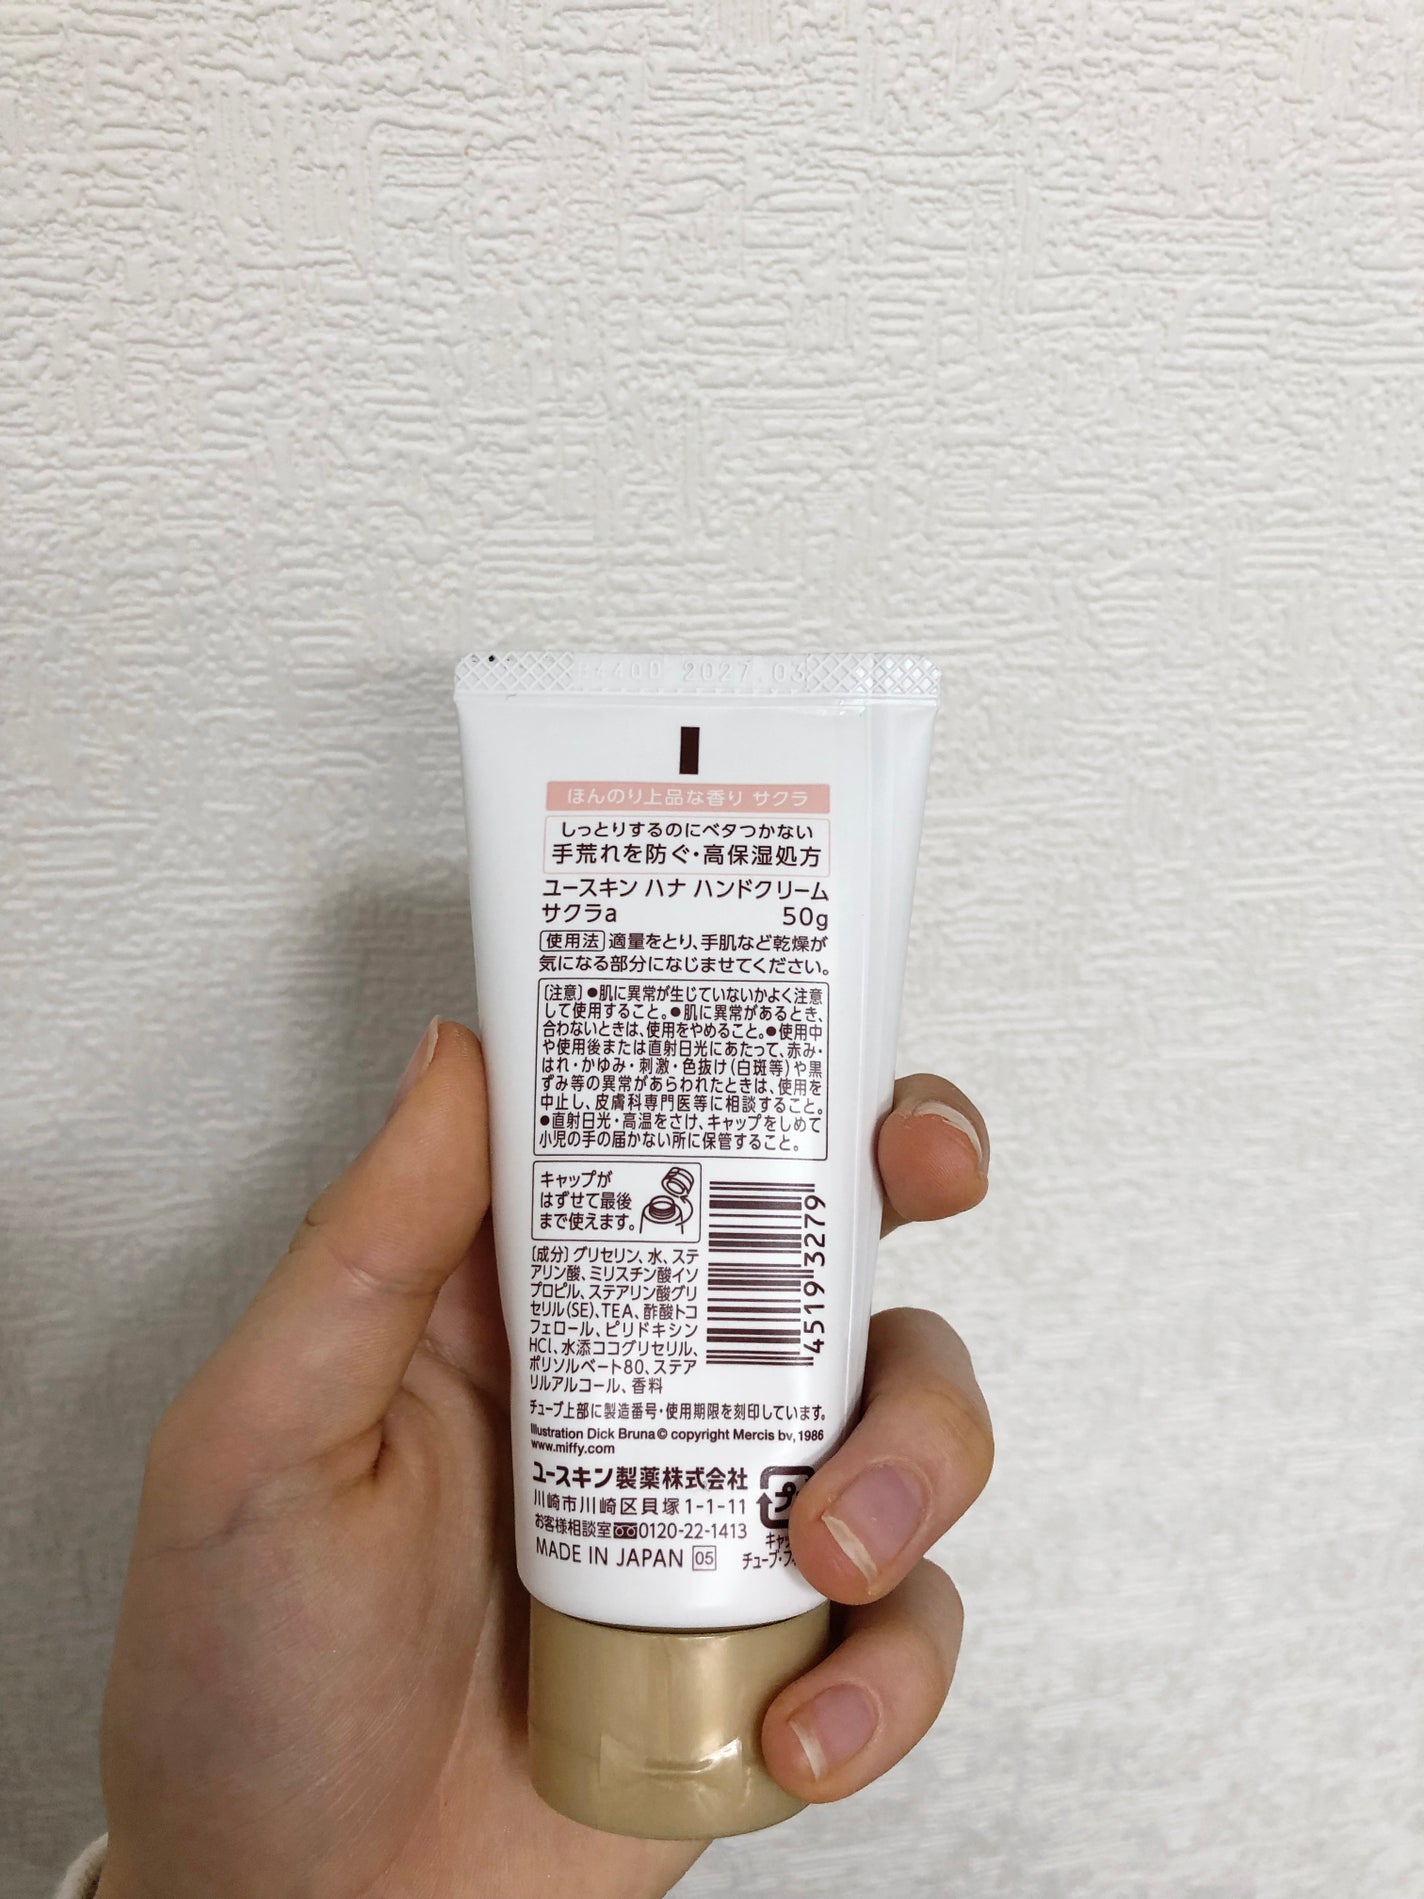 2027.03
ほんのり上品な香り サクラ
しっとりするのにベタつかない
手荒れを防ぐ・高保湿処方
ユースキン ハナ ハンドクリーム
サクラa 50g
使用法 適量をとり、手肌など乾燥が
気になる部分になじませてください。
〔注意〕●肌に異常が生じていないかよく注意
して使用すること。●肌に異常があるとき、
合わないときは、使用をやめること。●使用中
や使用後または直射日光にあたって、赤み・
はれ・かゆみ・刺激・色抜け(白斑等)や黒
ずみ等の異常があらわれたときは、使用を
中止し、皮膚科専門医等に相談すること。
●直射日光・高温をさけ、キャップをしめて
小児の手の届かない所に保管すること。
キャップが
はずせて最後
まで使えます。
4519 3279
〔成分〕グリセリン、水、ステ
アリン酸、ミリスチン酸イソ
プロピル、ステアリン酸グリ
セリル(SE)、TEA、酢酸トコ
フェロール、ピリドキシン
HCl、水添ココグリセリル、
ポリソルベート80、ステア
リルアルコール、香料
チューブ上部に製造番号・使用期限を刻印しています。
Illustration Dick Bruna © copyright Mercis bv, 1986
www.miffy.com
ユースキン製薬株式会社
川崎市川崎区貝塚1-1-11
お客様相談室 0120-22-1413
MADE IN JAPAN 05
プ
キャッ
チューブ・フ